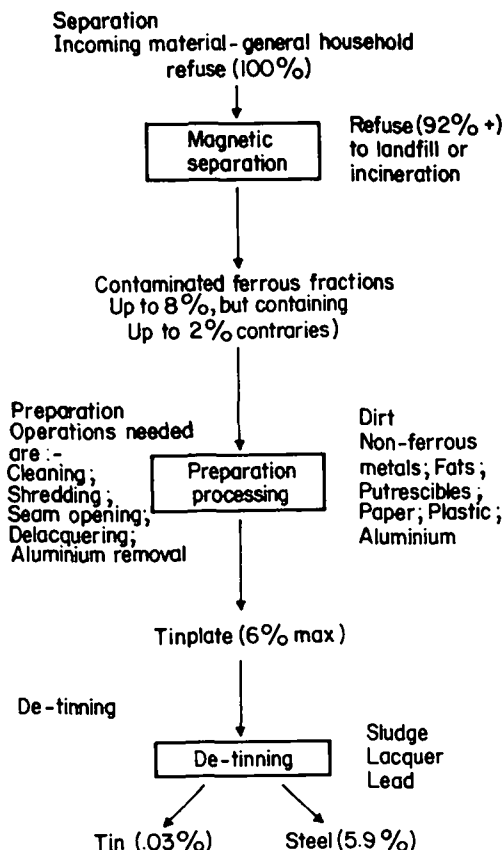 Separation
Incoming material-general household
refuse (100%)
Magnetic
separation
Refuse (92% +)
to landfill or
incineration
Contaminated ferrous fractions
Up to 8%, but containing
Up to 2% contraries)
Preparation
Operations needed
are :-
Cleaning;
Shredding;
Seam opening;
Delacquering;
Aluminium removal
Preparation
processing
Dirt
Non-ferrous
metals; Fats;
Putrescibles;
Paper; Plastic;
Aluminium
Tinplate (6% max)
De-tinning
De-tinning
Sludge
Lacquer
Lead
Tin (.03%)
Steel (5.9%)